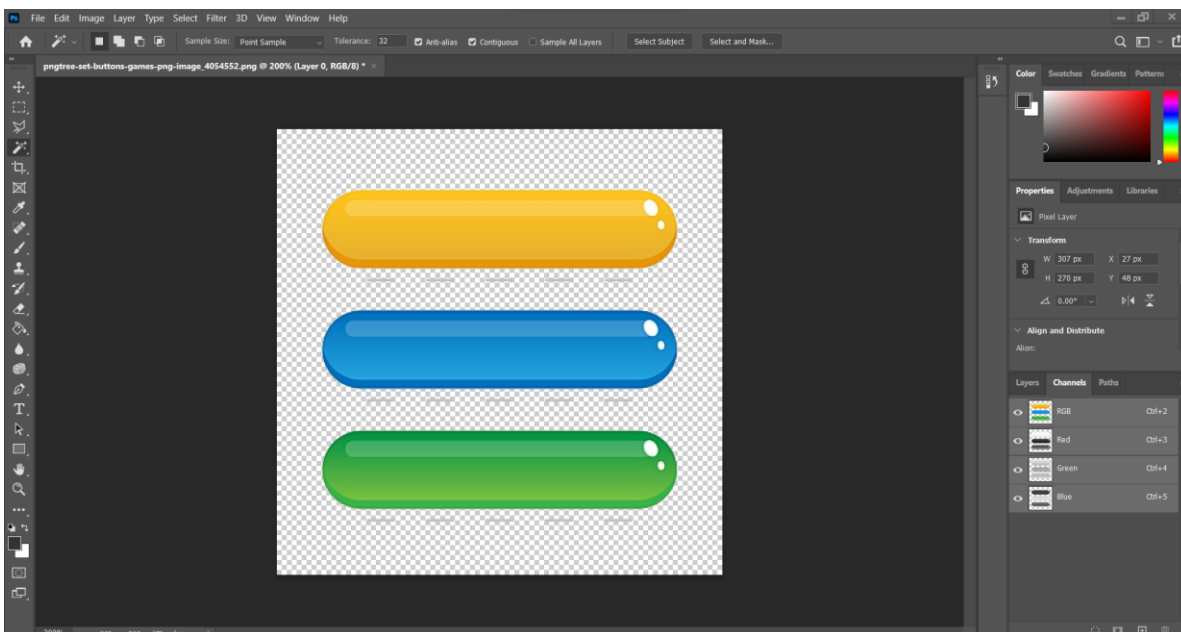 Ps File Edit Image Layer Type Select Filter 3D View Window Help
Sample Size: Point Sample Tolerance: 32 Anti-alias Contiguous Sample All Layers Select Subject Select and Mask...
pngtree-set-buttons-games-png-image_4054552.png @ 200% (Layer 0, RGB/8) * ×
Color Swatches Gradients Patterns
Properties Adjustments Libraries
Pixel Layer
Transform
W 307 px X 27 px
H 270 px Y 48 px
0.00°
Align and Distribute
Align:
Layers Channels Paths
RGB Ctrl+2
Red Ctrl+3
Green Ctrl+4
Blue Ctrl+5